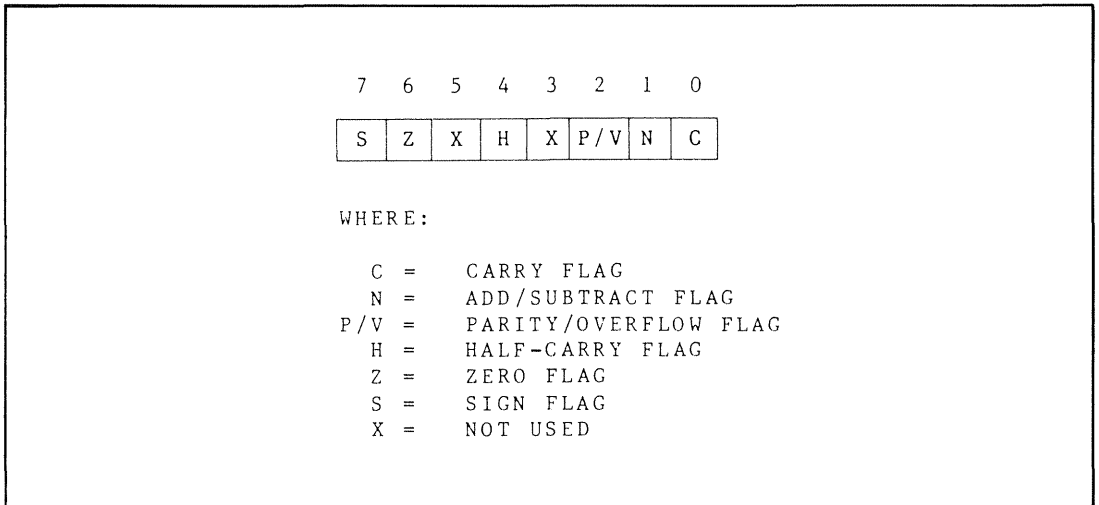 7 6 5 4 3 2 1 0
S Z X H X P/V N C
WHERE:
C = CARRY FLAG
N = ADD/SUBTRACT FLAG
P/V = PARITY/OVERFLOW FLAG
H = HALF-CARRY FLAG
Z = ZERO FLAG
S = SIGN FLAG
X = NOT USED